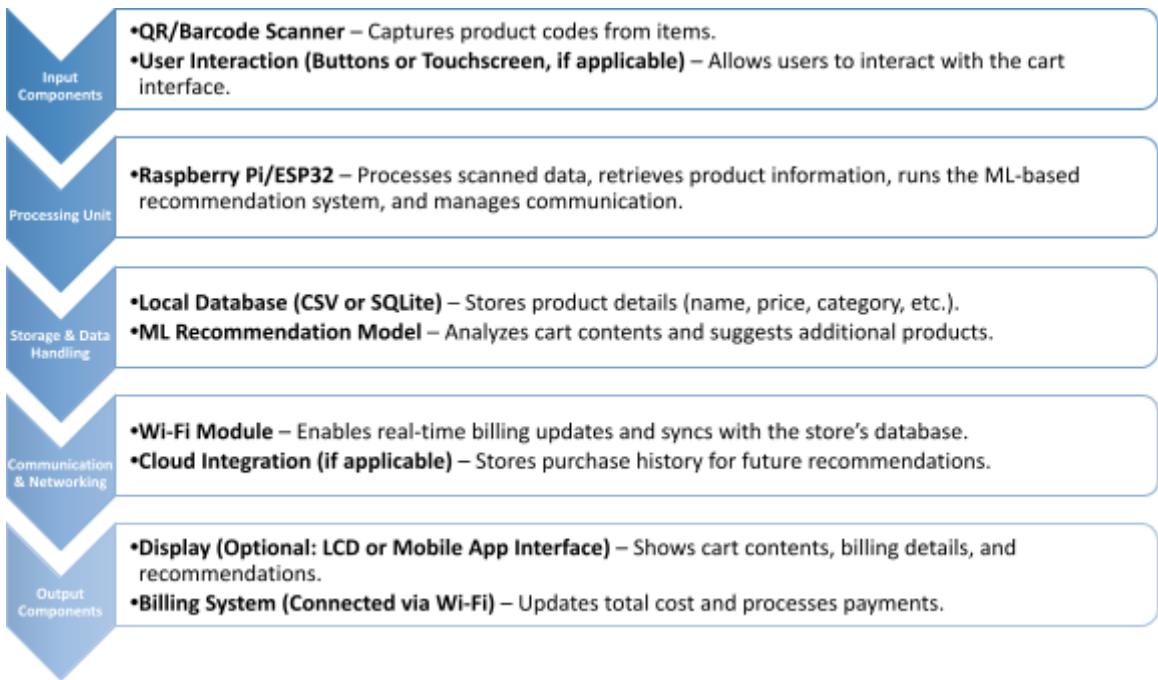 Input
Components
•QR/Barcode Scanner – Captures product codes from items.
•User Interaction (Buttons or Touchscreen, if applicable) – Allows users to interact with the cart
interface.
Processing Unit
•Raspberry Pi/ESP32 – Processes scanned data, retrieves product information, runs the ML-based
recommendation system, and manages communication.
Storage & Data
Handling
•Local Database (CSV or SQLite) – Stores product details (name, price, category, etc.).
•ML Recommendation Model – Analyzes cart contents and suggests additional products.
Communication
& Networking
•Wi-Fi Module – Enables real-time billing updates and syncs with the store’s database.
•Cloud Integration (if applicable) – Stores purchase history for future recommendations.
Output
Components
•Display (Optional: LCD or Mobile App Interface) – Shows cart contents, billing details, and
recommendations.
•Billing System (Connected via Wi-Fi) – Updates total cost and processes payments.